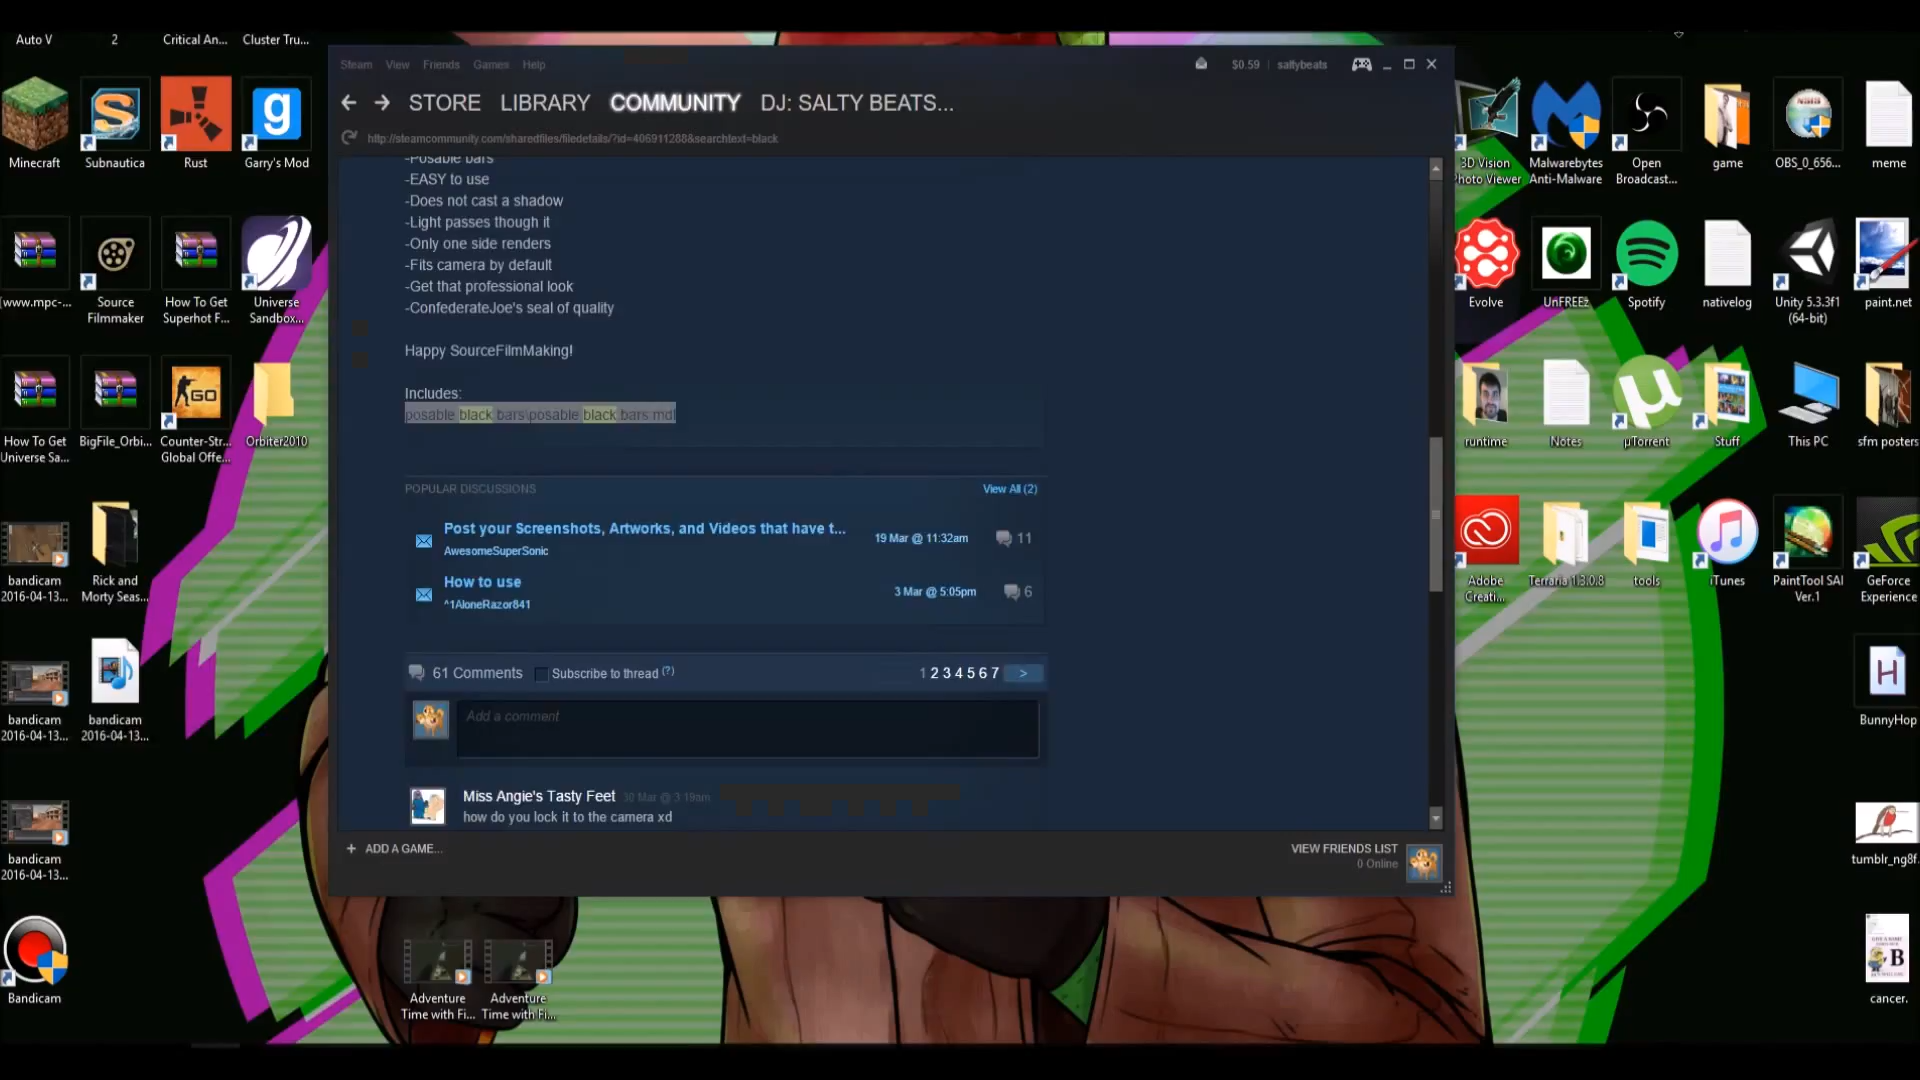 Auto V
2
Critical An...
Cluster Tru...
Steam View Friends Games Help
$0.59 saltybeats
STORE LIBRARY COMMUNITY DJ: SALTY BEATS...
http://steamcommunity.com/sharedfiles/filedetails/?id=406911288&searchtext=black
-Posable bars
-EASY to use
-Does not cast a shadow
-Light passes though it
-Only one side renders
-Fits camera by default
-Get that professional look
-ConfederateJoe's seal of quality
Happy SourceFilmMaking!
Includes:
posable black bars\posable black bars.mdl
POPULAR DISCUSSIONS
View All (2)
Post your Screenshots, Artworks, and Videos that have t...
19 Mar @ 11:32am
11
AwesomeSuperSonic
How to use
3 Mar @ 5:05pm
6
^1AloneRazor841
61 Comments
Subscribe to thread (?)
1 2 3 4 5 6 7 >
Add a comment
Miss Angie's Tasty Feet 30 Mar @ 3:19am
how do you lock it to the camera xd
+ ADD A GAME...
VIEW FRIENDS LIST
0 Online
Minecraft
Subnautica
Rust
Garry's Mod
[www.mpc-...
Source
Filmmaker
How To Get
Superhot F...
Universe
Sandbox...
How To Get
Universe Sa...
BigFile_Orbi...
GO
Counter-Str...
Global Offe...
Orbiter2010
bandicam
2016-04-13...
Rick and
Morty Seas...
bandicam
2016-04-13...
bandicam
2016-04-13...
bandicam
2016-04-13...
Bandicam
Adventure
Time with Fi...
Adventure
Time with Fi...
3D Vision
Photo Viewer
Malwarebytes
Anti-Malware
Open
Broadcast...
game
OBS_0_656...
meme
Evolve
UnFREEz
Spotify
nativelog
Unity 5.3.3f1
(64-bit)
paint.net
runtime
Notes
µTorrent
Stuff
This PC
sfm posters
Adobe
Creati...
Terraria 1.3.0.8
tools
iTunes
PaintTool SAI
Ver.1
GeForce
Experience
H
BunnyHop
tumblr_ng8f...
B
cancer.